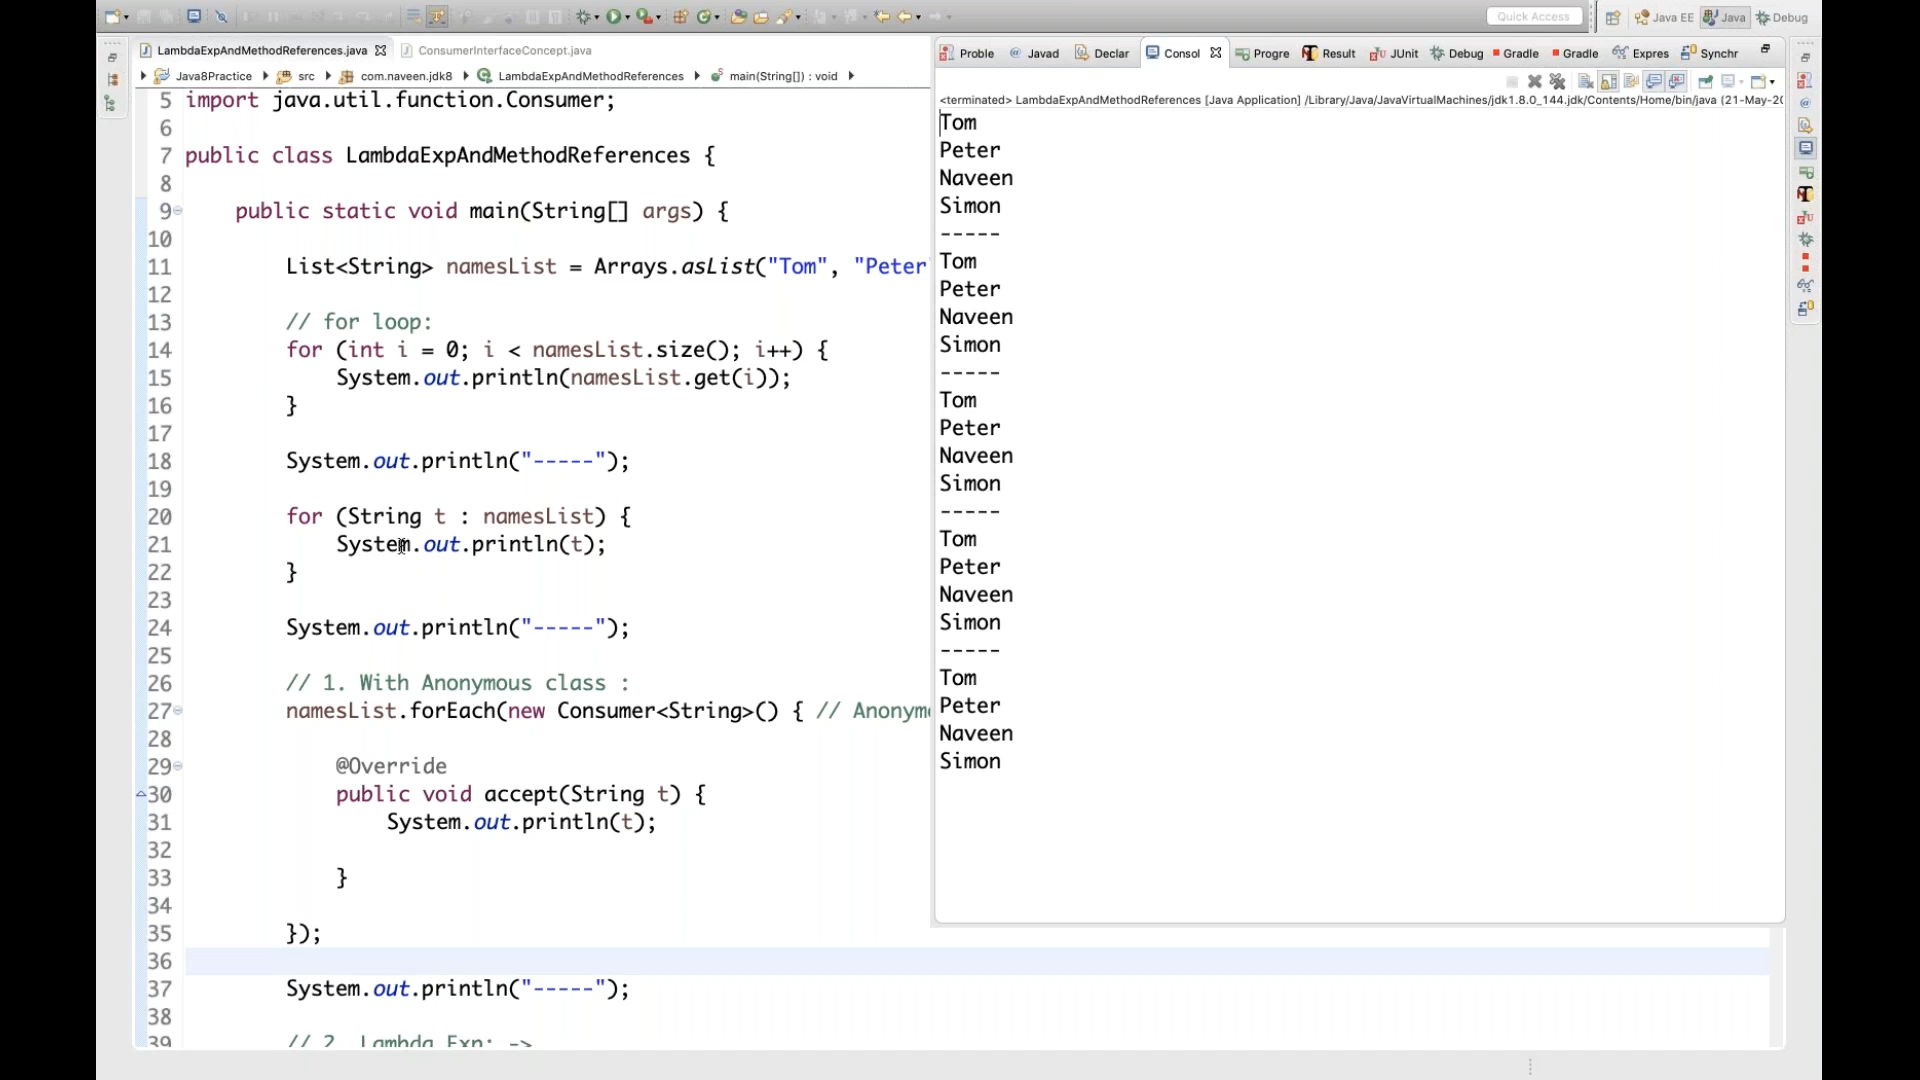 Quick Access
Java EE
Java
Debug
LambdaExpAndMethodReferences.java
ConsumerInterfaceConcept.java
Java8Practice
src
com.naveen.jdk8
LambdaExpAndMethodReferences
main(String[]) : void
5 import java.util.function.Consumer;
6
7 public class LambdaExpAndMethodReferences {
8
9 public static void main(String[] args) {
10
11 List<String> namesList = Arrays.asList("Tom", "Peter
12
13 // for loop:
14 for (int i = 0; i < namesList.size(); i++) {
15 System.out.println(namesList.get(i));
16 }
17
18 System.out.println("-----");
19
20 for (String t : namesList) {
21 System.out.println(t);
22 }
23
24 System.out.println("-----");
25
26 // 1. With Anonymous class :
27 namesList.forEach(new Consumer<String>() { // Anonym
28
29 @Override
30 public void accept(String t) {
31 System.out.println(t);
32
33 }
34
35 });
36
37 System.out.println("-----");
38
39 // 2. Lambda Exp: ->
Proble
Javad
Declar
Consol
Progre
Result
JUnit
Debug
Gradle
Gradle
Expres
Synchr
<terminated> LambdaExpAndMethodReferences [Java Application] /Library/Java/JavaVirtualMachines/jdk1.8.0_144.jdk/Contents/Home/bin/java (21-May-20
Tom
Peter
Naveen
Simon
-----
Tom
Peter
Naveen
Simon
-----
Tom
Peter
Naveen
Simon
-----
Tom
Peter
Naveen
Simon
-----
Tom
Peter
Naveen
Simon